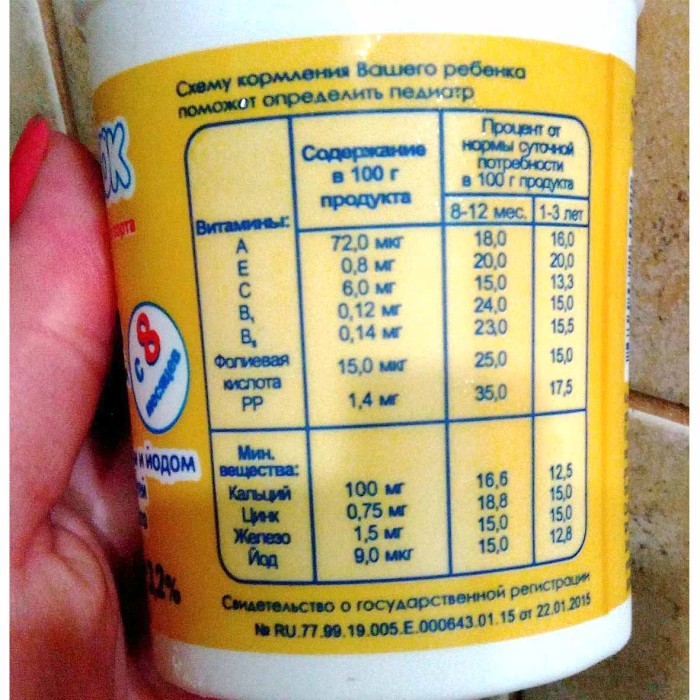 Схему кормления Вашего ребенка
поможет определить педиатр
Витамины:
Содержание
в 100 г
продукта
Процент от
нормы суточной
потребности
в 100 г продукта
8-12 мес. 1-3 лет
А 72,0 мкг 18,0 16,0
Е 0,8 мг 20,0 20,0
С 6,0 мг 15,0 13,3
В₁ 0,12 мг 24,0 15,0
В₆ 0,14 мг 23,0 15,5
Фолиевая
кислота 15,0 мкг 25,0 15,0
РР 1,4 мг 35,0 17,5
Мин.
вещества:
Кальций 100 мг 16,6 12,5
Цинк 0,75 мг 18,8 15,0
Железо 1,5 мг 15,0 15,0
Йод 9,0 мкг 15,0 12,8
Свидетельство о государственной регистрации
№ RU.77.99.19.005.Е.000643.01.15 от 22.01.2015
с 8
месяцев
и йодом
3,2%